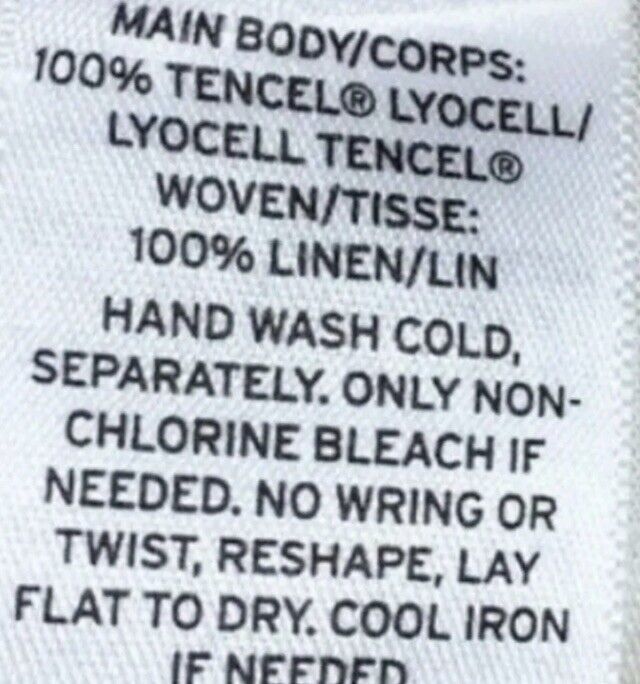 MAIN BODY/CORPS:
100% TENCEL® LYOCELL/
LYOCELL TENCEL®
WOVEN/TISSE:
100% LINEN/LIN
HAND WASH COLD,
SEPARATELY. ONLY NON-
CHLORINE BLEACH IF
NEEDED. NO WRING OR
TWIST, RESHAPE, LAY
FLAT TO DRY. COOL IRON
IF NEEDED